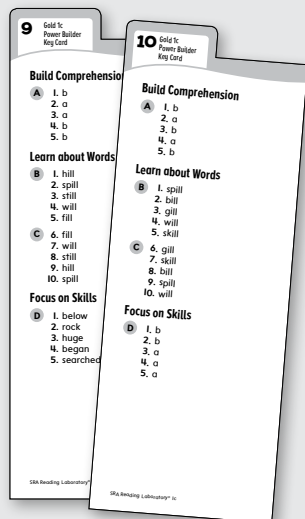 9
Gold 1c
Power Builder
Key Card
Build Comprehension
A 1. b
2. a
3. a
4. b
5. b
Learn about Words
B 1. hill
2. spill
3. still
4. will
5. fill
C 6. fill
7. will
8. still
9. hill
10. spill
Focus on Skills
D 1. below
2. rock
3. huge
4. began
5. searched
SRA Reading Laboratory® 1c
10
Gold 1c
Power Builder
Key Card
Build Comprehension
A 1. b
2. a
3. b
4. a
5. b
Learn about Words
B 1. spill
2. bill
3. gill
4. will
5. skill
C 6. gill
7. skill
8. bill
9. spill
10. will
Focus on Skills
D 1. b
2. b
3. a
4. a
5. a
SRA Reading Laboratory® 1c